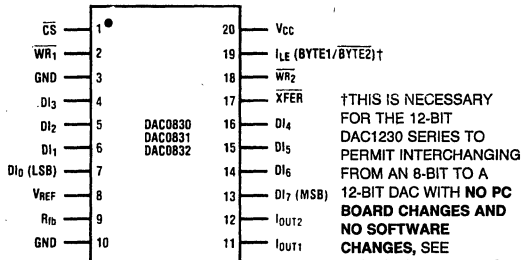 CS 1 20 VCC
WR1 2 19 ILE (BYTE1/BYTE2)†
GND 3 18 WR2
DI3 4 17 XFER
DI2 5 DAC0830 16 DI4
DAC0831
DI1 6 DAC0832 15 DI5
DI0 (LSB) 7 14 DI6
VREF 8 13 DI7 (MSB)
Rfb 9 12 IOUT2
GND 10 11 IOUT1
†THIS IS NECESSARY
FOR THE 12-BIT
DAC1230 SERIES TO
PERMIT INTERCHANGING
FROM AN 8-BIT TO A
12-BIT DAC WITH NO PC
BOARD CHANGES AND
NO SOFTWARE
CHANGES, SEE